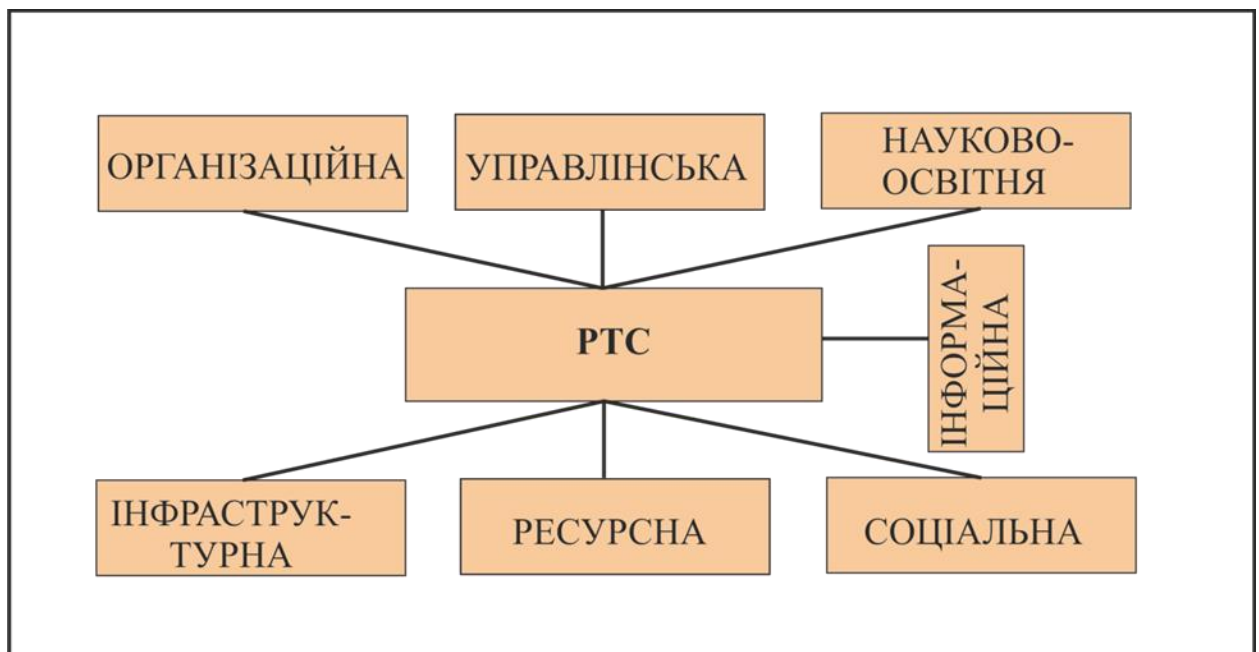 ОРГАНІЗАЦІЙНА
УПРАВЛІНСЬКА
НАУКОВО-
ОСВІТНЯ
РТС
ІНФОРМА-
ЦІЙНА
ІНФРАСТРУК-
ТУРНА
РЕСУРСНА
СОЦІАЛЬНА